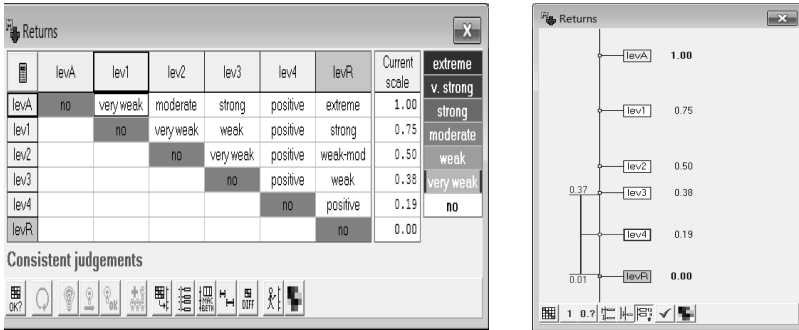 Returns
levA lev1 lev2 lev3 lev4 levR Current scale
levA no very weak moderate strong positive extreme 1.00
lev1 no very weak weak positive strong 0.75
lev2 no very weak positive weak-mod 0.50
lev3 no positive weak 0.38
lev4 no positive 0.19
levR no 0.00
extreme
v. strong
strong
moderate
weak
very weak
no
Consistent judgements
OK? OK MAC BETH DIFF
Returns
levA 1.00
lev1 0.75
lev2 0.50
0.37 lev3 0.38
lev4 0.19
0.01 levR 0.00
1 0.?